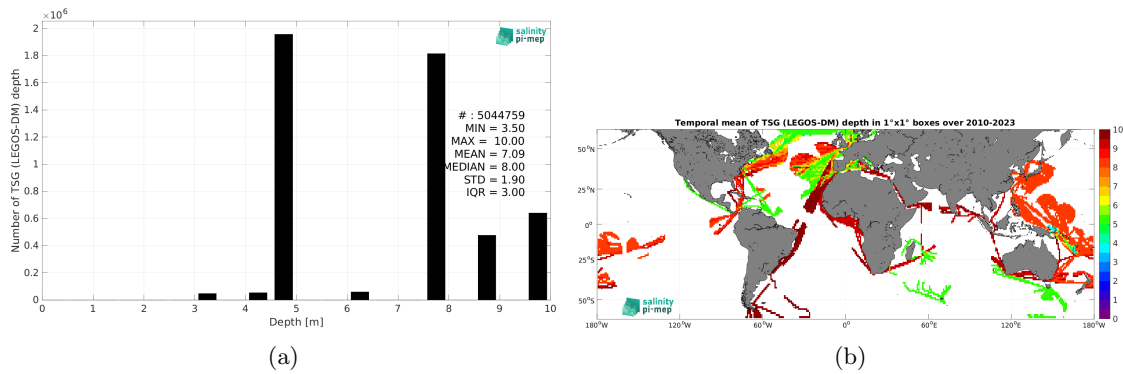 ×10⁶
2
1.8
1.6
1.4
1.2
1
0.8
0.6
0.4
0.2
0
Number of TSG (LEGOS-DM) depth
salinity
pi-mep
# : 5044759
MIN = 3.50
MAX = 10.00
MEAN = 7.09
MEDIAN = 8.00
STD = 1.90
IQR = 3.00
0 1 2 3 4 5 6 7 8 9 10
Depth [m]
(a)
Temporal mean of TSG (LEGOS-DM) depth in 1°x1° boxes over 2010-2023
50°N
25°N
0°
25°S
50°S
salinity
pi-mep
180°W 120°W 60°W 0° 60°E 120°E 180°W
10
9
8
7
6
5
4
3
2
1
0
(b)